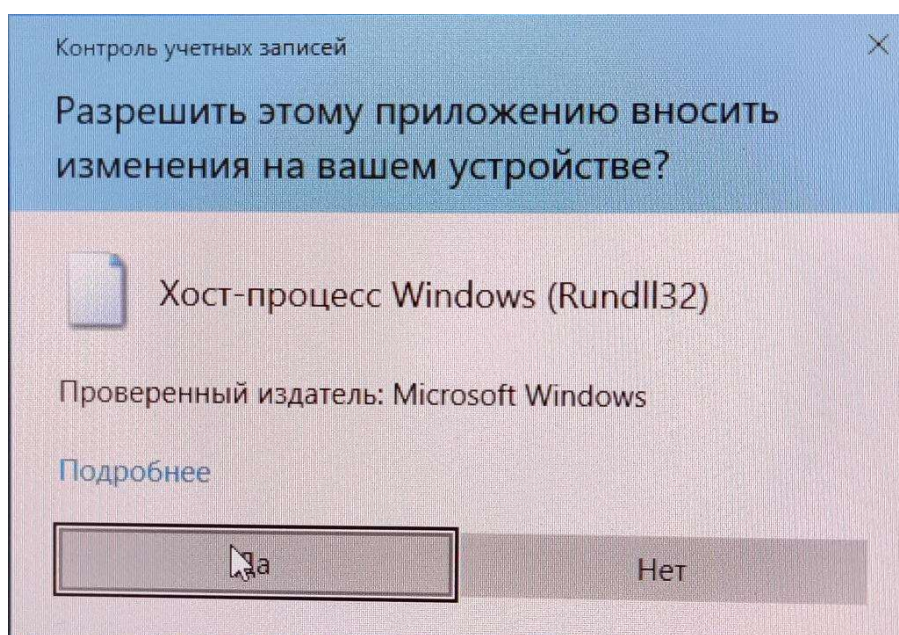 Контроль учетных записей
Разрешить этому приложению вносить
изменения на вашем устройстве?
Хост-процесс Windows (Rundll32)
Проверенный издатель: Microsoft Windows
Подробнее
Да
Нет